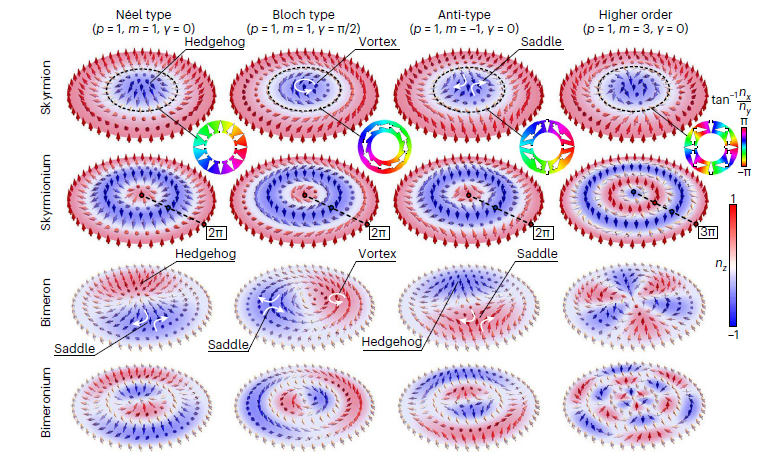 Néel type
(p = 1, m = 1, γ = 0)
Bloch type
(p = 1, m = 1, γ = π/2)
Anti-type
(p = 1, m = −1, γ = 0)
Higher order
(p = 1, m = 3, γ = 0)
Skyrmion
Hedgehog
Vortex
Saddle
tan⁻¹ nₓ/nᵧ
π
−π
Skyrmionium
2π
2π
2π
3π
1
n_z
−1
Bimeron
Hedgehog
Saddle
Vortex
Saddle
Saddle
Hedgehog
Bimeronium